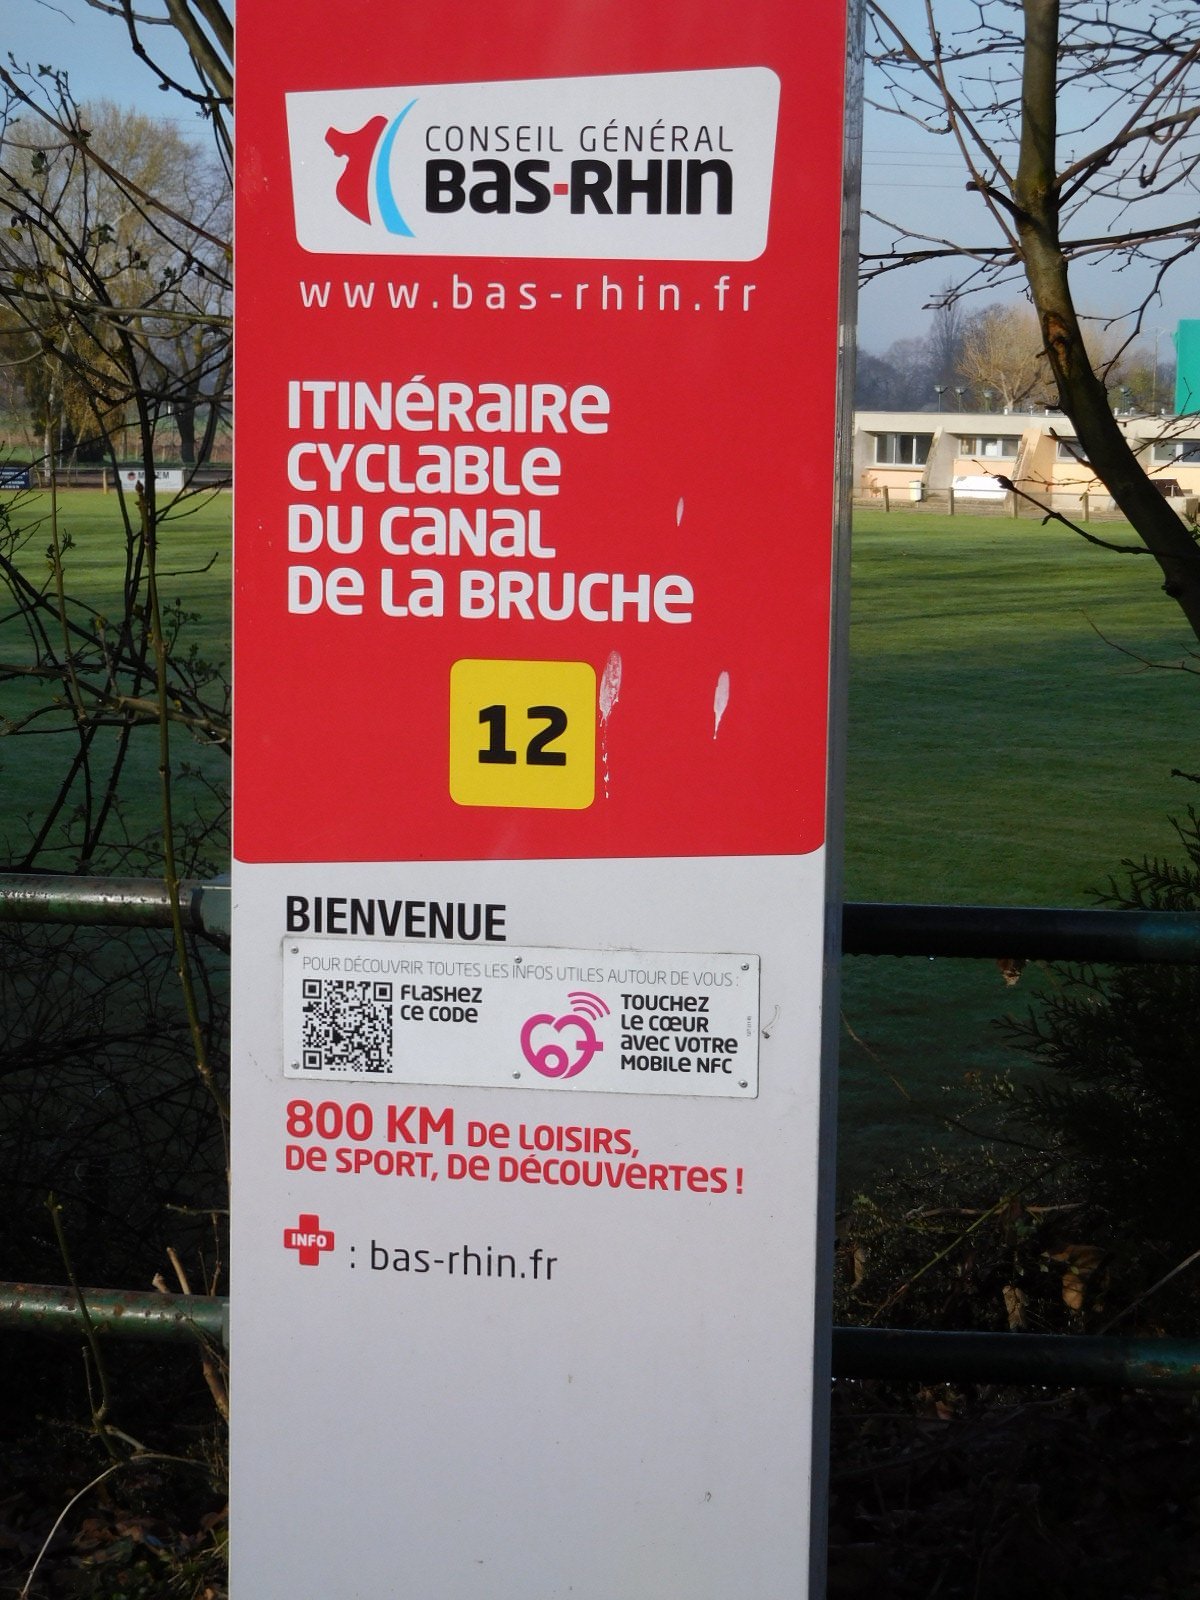 CONSEIL GÉNÉRAL
BAS-RHIN
www.bas-rhin.fr
ITINÉRAIRE
CYCLABLE
DU CANAL
DE LA BRUCHE
12
BIENVENUE
POUR DÉCOUVRIR TOUTES LES INFOS UTILES AUTOUR DE VOUS :
FLASHEZ
CE CODE
67
TOUCHEZ
LE CŒUR
AVEC VOTRE
MOBILE NFC
800 KM DE LOISIRS,
DE SPORT, DE DÉCOUVERTES !
INFO : bas-rhin.fr